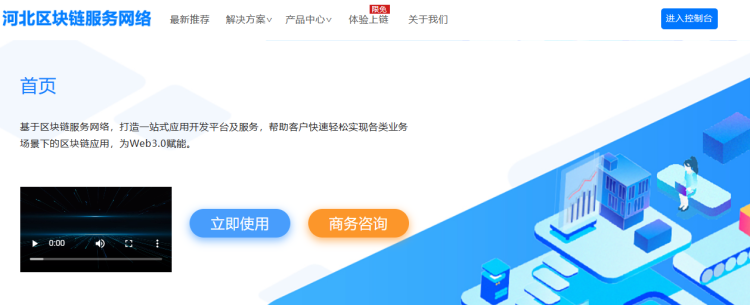 河北区块链服务网络
最新推荐 解决方案 产品中心 体验上链 限免 关于我们
进入控制台
首页
基于区块链服务网络，打造一站式应用开发平台及服务，帮助客户快速轻松实现各类业务
场景下的区块链应用，为Web3.0赋能。
0:00
立即使用
商务咨询